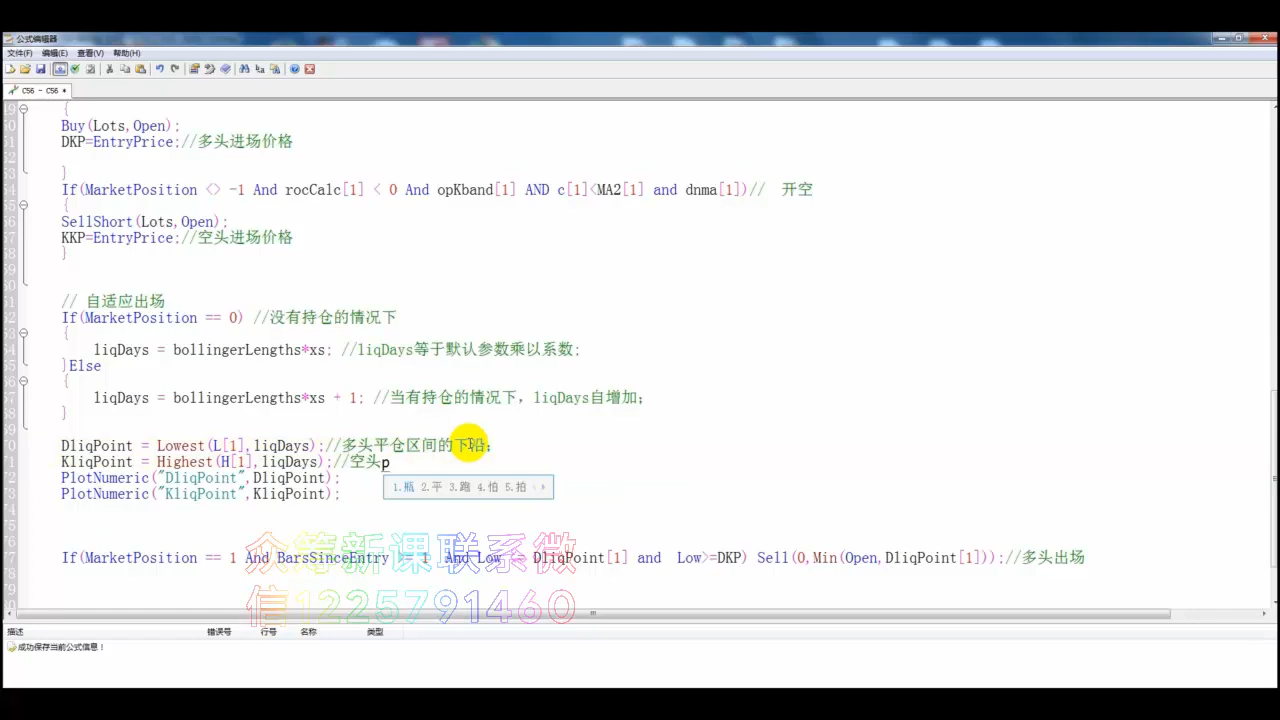 公式编辑器
文件(F) 编辑(E) 查看(V) 帮助(H)
CS6 - CS6 *
{
Buy(Lots,Open);
DKP=EntryPrice;//多头进场价格
}
If(MarketPosition <> -1 And rocCalc[1] < 0 And opKband[1] AND c[1]<MA2[1] and dnma[1])// 开空
{
SellShort(Lots,Open);
KKP=EntryPrice;//空头进场价格
}
// 自适应出场
If(MarketPosition == 0) //没有持仓的情况下
{
liqDays = bollingerLengths*xs; //liqDays等于默认参数乘以系数;
}Else
{
liqDays = bollingerLengths*xs + 1; //当有持仓的情况下，liqDays自增加;
}
DliqPoint = Lowest(L[1],liqDays);//多头平仓区间的下沿;
KliqPoint = Highest(H[1],liqDays);//空头p
PlotNumeric("DliqPoint",DliqPoint);
1.瓶 2.平 3.跑 4.怕 5.拍
PlotNumeric("KliqPoint",KliqPoint);
众筹新课联系微
If(MarketPosition == 1 And BarsSinceEntry 1 And Low DliqPoint[1] and Low>=DKP) Sell(0,Min(Open,DliqPoint[1]));//多头出场
信1225791460
描述 错误号 行号 名称 类型
成功保存当前公式信息！